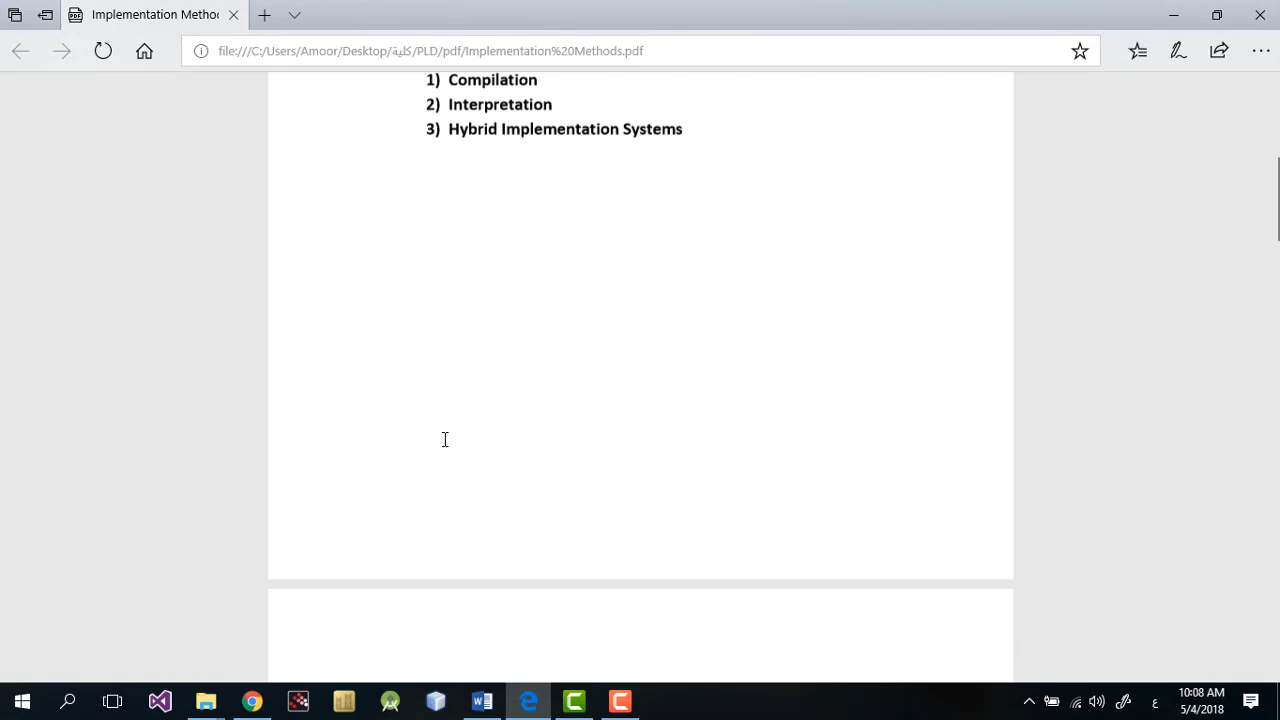 Implementation Metho
file:///C:/Users/Amoor/Desktop/كلية/PLD/pdf/Implementation%20Methods.pdf
1) Compilation
2) Interpretation
3) Hybrid Implementation Systems
ع
10:08 AM
5/4/2018